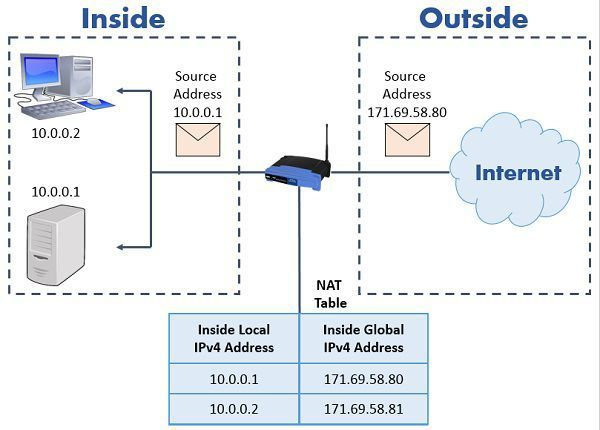 Inside
Outside
Source
Address
10.0.0.1
Source
Address
171.69.58.80
10.0.0.2
10.0.0.1
Internet
NAT
Table
Inside Local
IPv4 Address
Inside Global
IPv4 Address
10.0.0.1
171.69.58.80
10.0.0.2
171.69.58.81